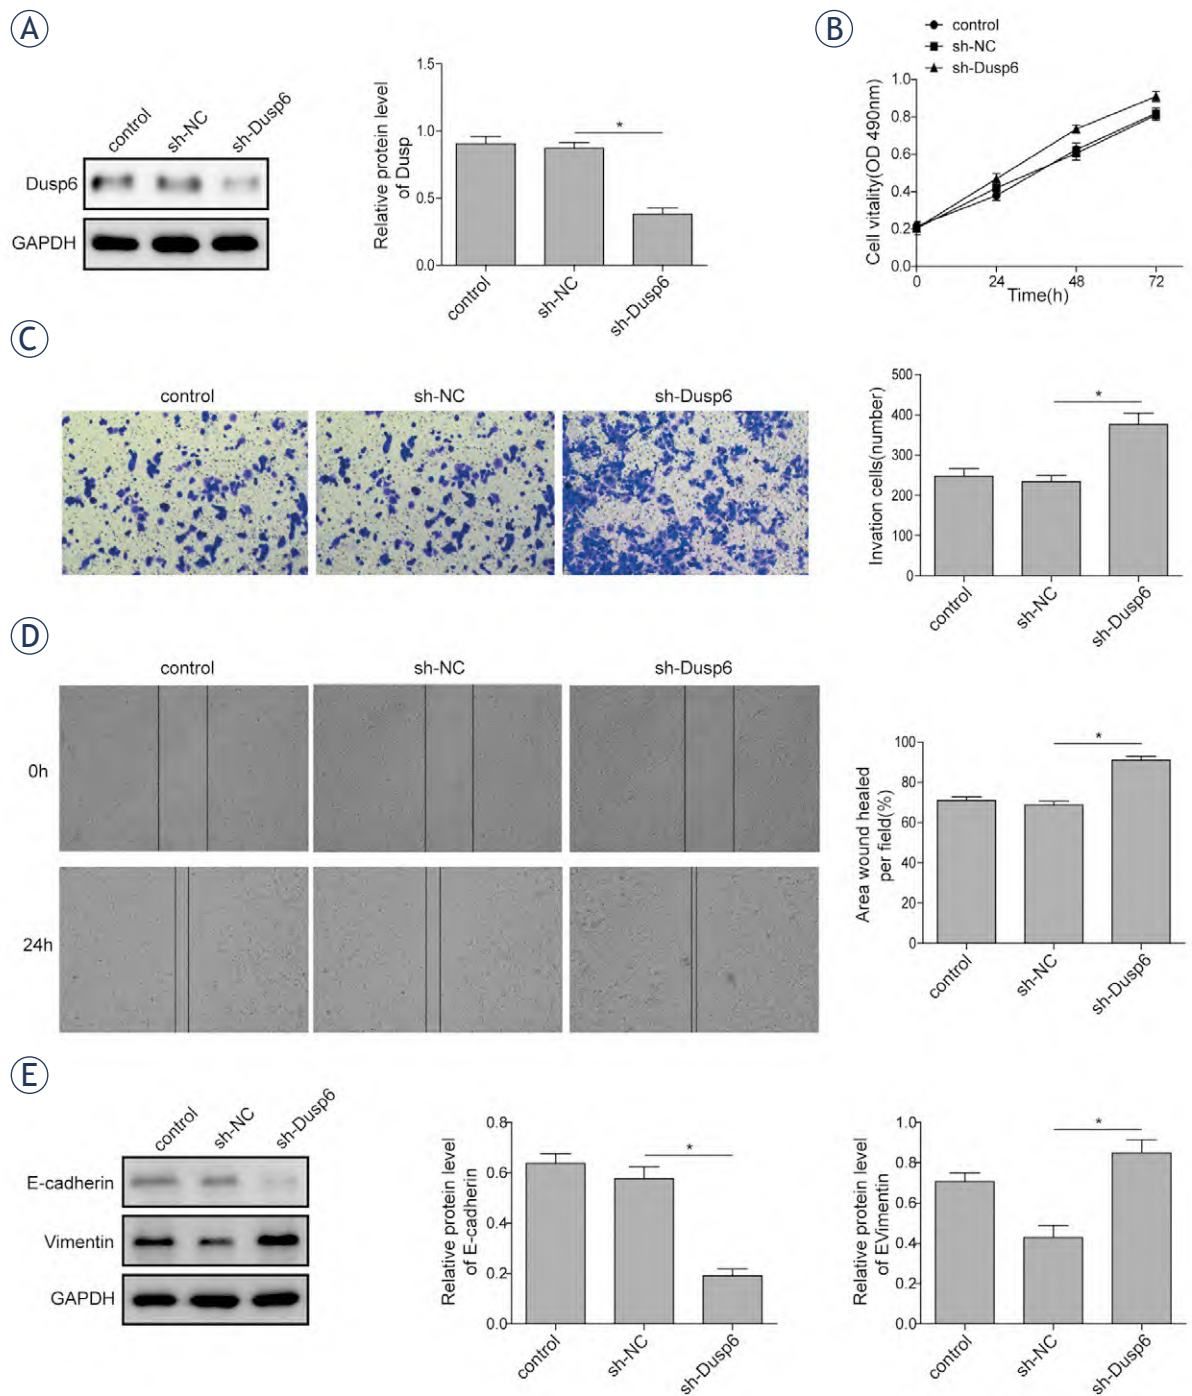 A
control
sh-NC
sh-Dusp6
Dusp6
GAPDH
Relative protein level
of Dusp
1.5
1.0
0.5
0.0
*
control
sh-NC
sh-Dusp6
B
control
sh-NC
sh-Dusp6
Cell vitality(OD 490nm)
1.0
0.8
0.6
0.4
0.2
0.0
0
24
48
72
Time(h)
C
control
sh-NC
sh-Dusp6
Invation cells(number)
500
400
300
200
100
0
*
control
sh-NC
sh-Dusp6
D
control
sh-NC
sh-Dusp6
0h
24h
Area wound healed
per field(%)
100
80
60
40
20
0
*
control
sh-NC
sh-Dusp6
E
control
sh-NC
sh-Dusp6
E-cadherin
Vimentin
GAPDH
Relative protein level
of E-cadherin
0.8
0.6
0.4
0.2
0.0
*
control
sh-NC
sh-Dusp6
Relative protein level
of EVimentin
1.0
0.8
0.6
0.4
0.2
0.0
*
control
sh-NC
sh-Dusp6